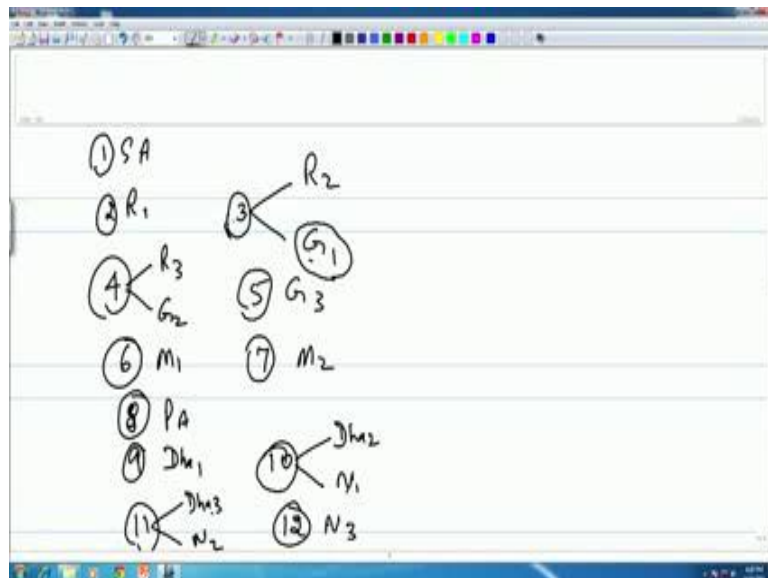 ① SA
② R₁ ③ R₂
G₁
④ R₃
G₂ ⑤ G₃
⑥ M₁ ⑦ M₂
⑧ PA
⑨ Dha₁ ⑩ Dha₂
N₁
⑪ Dha3
N₂ ⑫ N₃